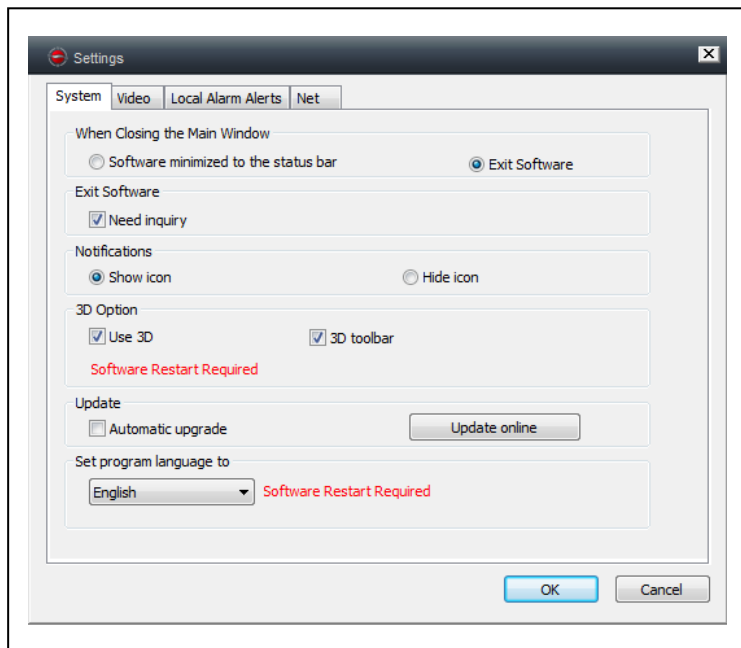 Settings
System Video Local Alarm Alerts Net
When Closing the Main Window
Software minimized to the status bar Exit Software
Exit Software
Need inquiry
Notifications
Show icon Hide icon
3D Option
Use 3D 3D toolbar
Software Restart Required
Update
Automatic upgrade Update online
Set program language to
English Software Restart Required
OK Cancel